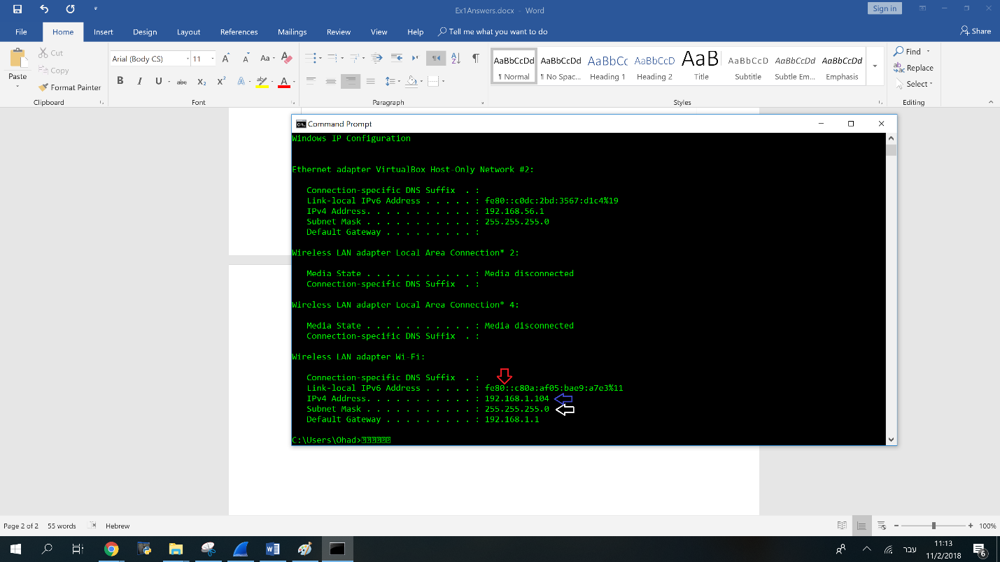 Ex1Answers.docx - Word
Sign in
File Home Insert Design Layout References Mailings Review View Help Tell me what you want to do
Share
Paste
Cut
Copy
Format Painter
Clipboard
Arial (Body CS) 11
Font
Paragraph
AaBbCcDd AaBbCcDd AaBbCc AaBbCcD AaB AaBbCcD AaBbCcDd AaBbCcDd
¶ Normal ¶ No Spac... Heading 1 Heading 2 Title Subtitle Subtle Em... Emphasis
Styles
Find
Replace
Select
Editing
Command Prompt
Windows IP Configuration
Ethernet adapter VirtualBox Host-Only Network #2:
Connection-specific DNS Suffix . :
Link-local IPv6 Address . . . . . : fe80::c0dc:2bd:3567:d1c4%19
IPv4 Address. . . . . . . . . . . : 192.168.56.1
Subnet Mask . . . . . . . . . . . : 255.255.255.0
Default Gateway . . . . . . . . . :
Wireless LAN adapter Local Area Connection* 2:
Media State . . . . . . . . . . . : Media disconnected
Connection-specific DNS Suffix . :
Wireless LAN adapter Local Area Connection* 4:
Media State . . . . . . . . . . . : Media disconnected
Connection-specific DNS Suffix . :
Wireless LAN adapter Wi-Fi:
Connection-specific DNS Suffix . :
Link-local IPv6 Address . . . . . : fe80::c80a:af05:bae9:a7e3%11
IPv4 Address. . . . . . . . . . . : 192.168.1.104
Subnet Mask . . . . . . . . . . . : 255.255.255.0
Default Gateway . . . . . . . . . : 192.168.1.1
C:\Users\Ohad>
Page 2 of 2 55 words Hebrew
100%
עבר
11:13
11/2/2018
6